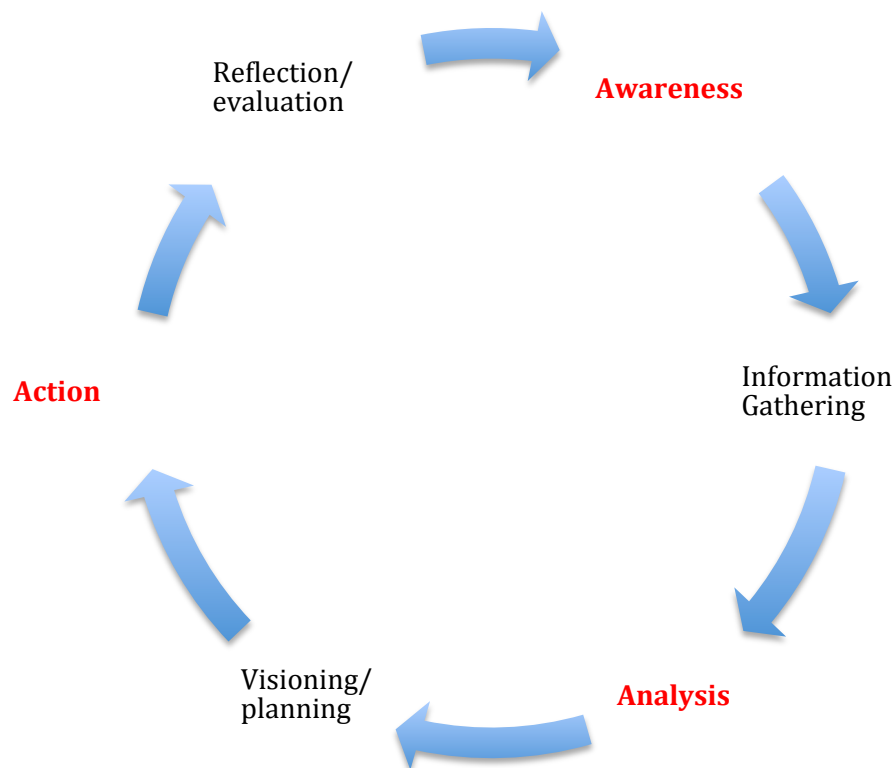 Reflection/
evaluation
Awareness
Information
Gathering
Analysis
Visioning/
planning
Action